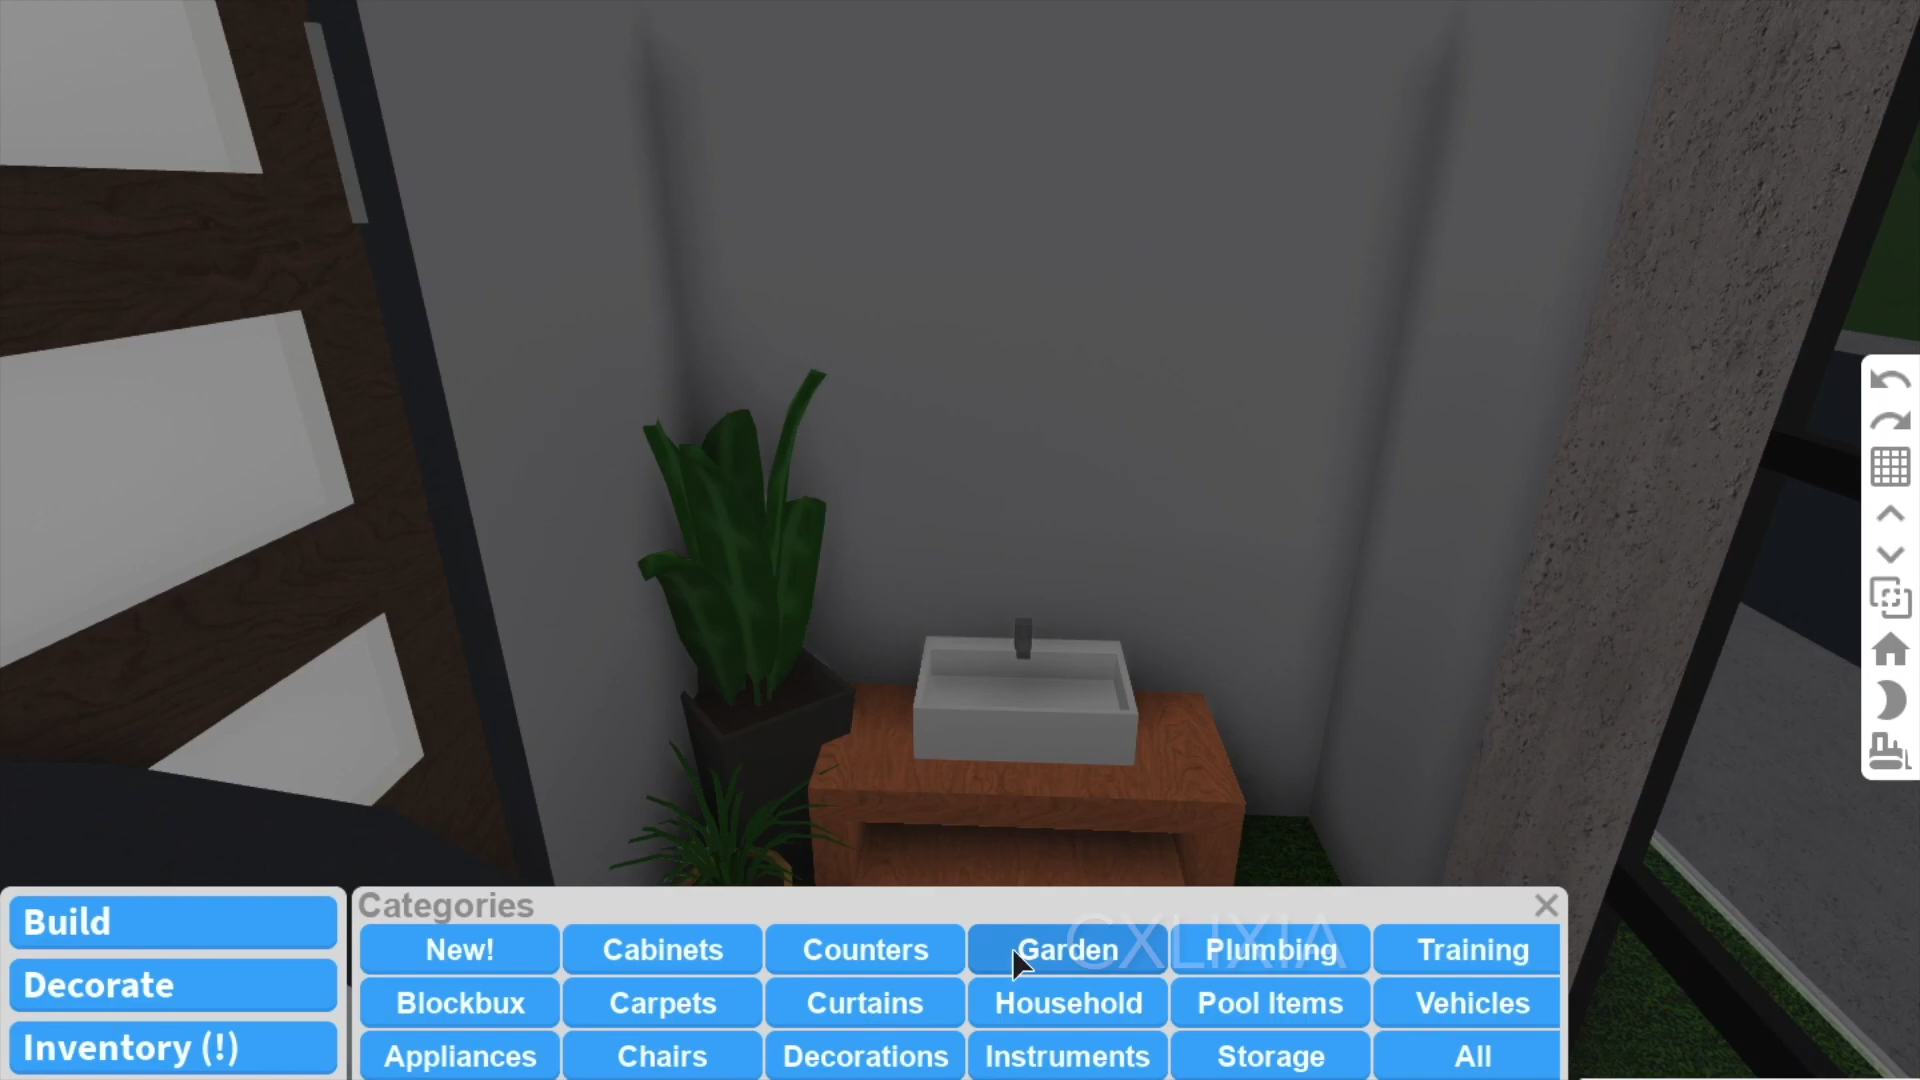 Build
Decorate
Inventory (!)
Categories
New! Cabinets Counters Garden Plumbing Training
Blockbux Carpets Curtains Household Pool Items Vehicles
Appliances Chairs Decorations Instruments Storage All
CXLIXIA